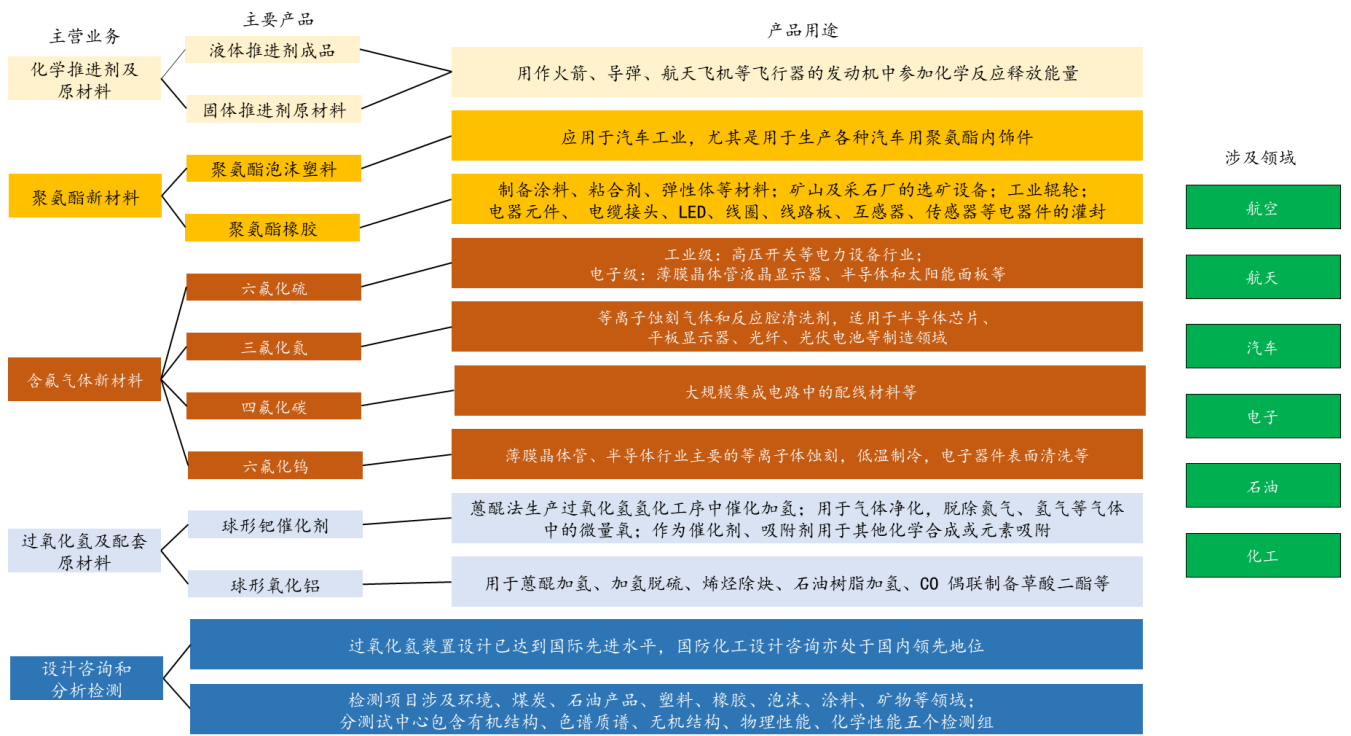 主营业务
主要产品
产品用途
化学推进剂及
原材料
液体推进剂成品
固体推进剂原材料
用作火箭、导弹、航天飞机等飞行器的发动机中参加化学反应释放能量
聚氨酯新材料
聚氨酯泡沫塑料
应用于汽车工业，尤其是用于生产各种汽车用聚氨酯内饰件
聚氨酯橡胶
制备涂料、粘合剂、弹性体等材料；矿山及采石厂的选矿设备；工业辊轮；
电器元件、 电缆接头、LED、线圈、线路板、互感器、传感器等电器件的灌封
含氟气体新材料
六氟化硫
工业级：高压开关等电力设备行业；
电子级：薄膜晶体管液晶显示器、半导体和太阳能面板等
三氟化氮
等离子蚀刻气体和反应腔清洗剂，适用于半导体芯片、
平板显示器、光纤、光伏电池等制造领域
四氟化碳
大规模集成电路中的配线材料等
六氟化钨
薄膜晶体管、半导体行业主要的等离子体蚀刻，低温制冷，电子器件表面清洗等
过氧化氢及配套
原材料
球形钯催化剂
蒽醌法生产过氧化氢氢化工序中催化加氢；用于气体净化，脱除氮气、氢气等气体
中的微量氧；作为催化剂、吸附剂用于其他化学合成或元素吸附
球形氧化铝
用于蒽醌加氢、加氢脱硫、烯烃除炔、石油树脂加氢、CO 偶联制备草酸二酯等
设计咨询和
分析检测
过氧化氢装置设计已达到国际先进水平，国防化工设计咨询亦处于国内领先地位
检测项目涉及环境、煤炭、石油产品、塑料、橡胶、泡沫、涂料、矿物等领域；
分测试中心包含有机结构、色谱质谱、无机结构、物理性能、化学性能五个检测组
涉及领域
航空
航天
汽车
电子
石油
化工